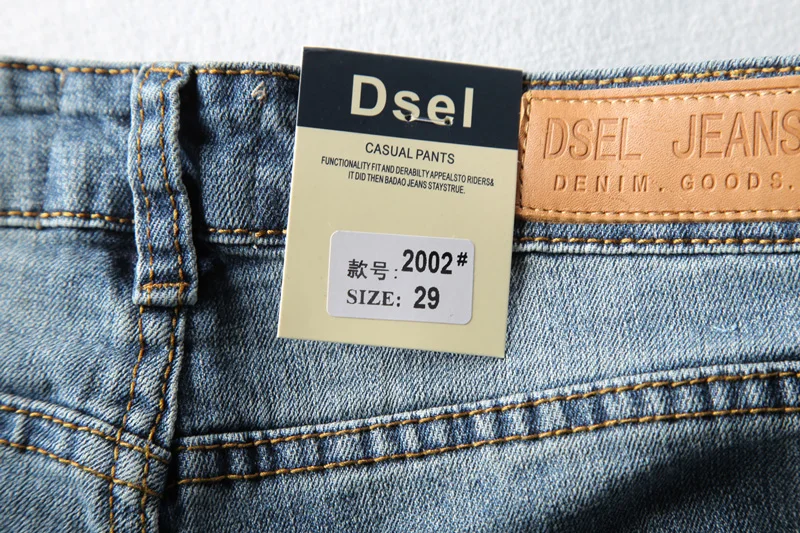 Dsel
CASUAL PANTS
FUNCTIONALITY FIT AND DERABILTY APPEALSTO RIDERS&
IT DID THEN BADAO JEANS STAYSTRUE.
款号: 2002#
SIZE: 29
DSEL JEANS
DENIM. GOODS.